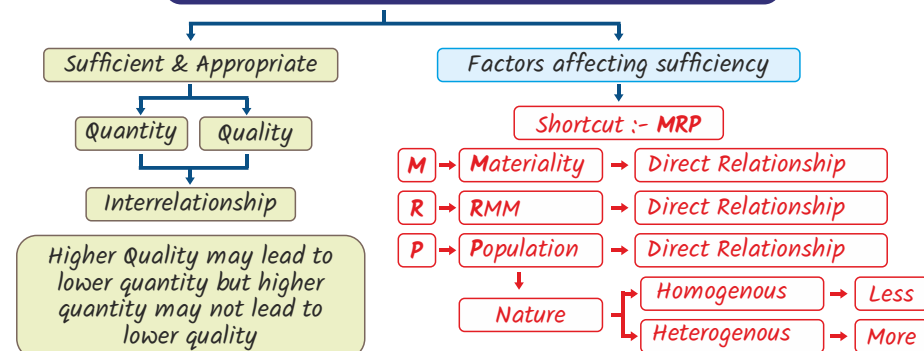 Sufficient & Appropriate
Quantity
Quality
Interrelationship
Higher Quality may lead to
lower quantity but higher
quantity may not lead to
lower quality
Factors affecting sufficiency
Shortcut :- MRP
M Materiality Direct Relationship
R RMM Direct Relationship
P Population Direct Relationship
Nature
Homogenous Less
Heterogenous More